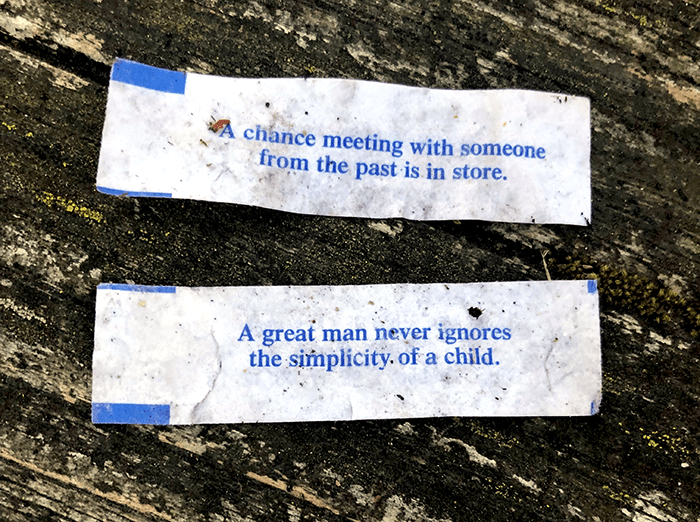 A chance meeting with someone
from the past is in store.
A great man never ignores
the simplicity of a child.